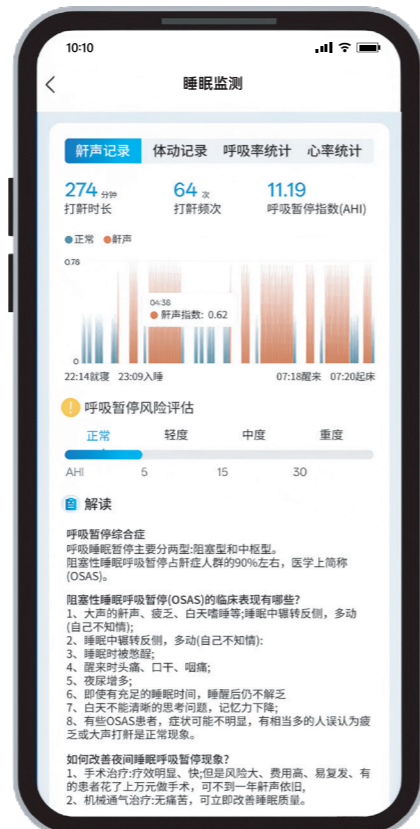 10:10
睡眠监测
鼾声记录 体动记录 呼吸率统计 心率统计
274 分钟 64 次 11.19
打鼾时长 打鼾频次 呼吸暂停指数(AHI)
正常 鼾声
0.76
04:38
鼾声指数: 0.62
0
22:14就寝 23:09入睡 07:18醒来 07:20起床
呼吸暂停风险评估
正常 轻度 中度 重度
AHI 5 15 30
解读
呼吸暂停综合症
呼吸睡眠暂停主要分两型:阻塞型和中枢型。
阻塞性睡眠呼吸暂停占鼾症人群的90%左右，医学上简称
(OSAS)。
阻塞性睡眠呼吸暂停(OSAS)的临床表现有哪些?
1、大声的鼾声、疲乏、白天嗜睡等;睡眠中辗转反侧，多动
(自己不知情);
2、睡眠中辗转反侧，多动(自己不知情):
3、睡眠时被憋醒;
4、醒来时头痛、口干、咽痛;
5、夜尿增多;
6、即使有充足的睡眠时间，睡醒后仍不解乏
7、白天不能清晰的思考问题，记忆力下降;
8、有些OSAS患者，症状可能不明显，有相当多的人误认为疲
乏或大声打鼾是正常现象。
如何改善夜间睡眠呼吸暂停现象?
1、手术治疗:疗效明显、快;但是风险大、费用高、易复发、有
的患者花了上万元做手术，可不到一年鼾声依旧,
2、机械通气治疗:无痛苦，可立即改善睡眠质量。